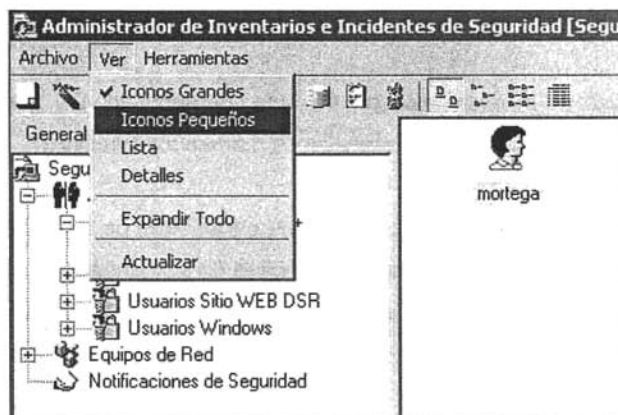 Administrador de Inventarios e Incidentes de Seguridad [Segu
Archivo Ver Herramientas
Iconos Grandes
Iconos Pequeños
Lista
Detalles
Expandir Todo
Actualizar
General
Segu
Usuarios Sitio WEB DSR
Usuarios Windows
Equipos de Red
Notificaciones de Seguridad
mortega